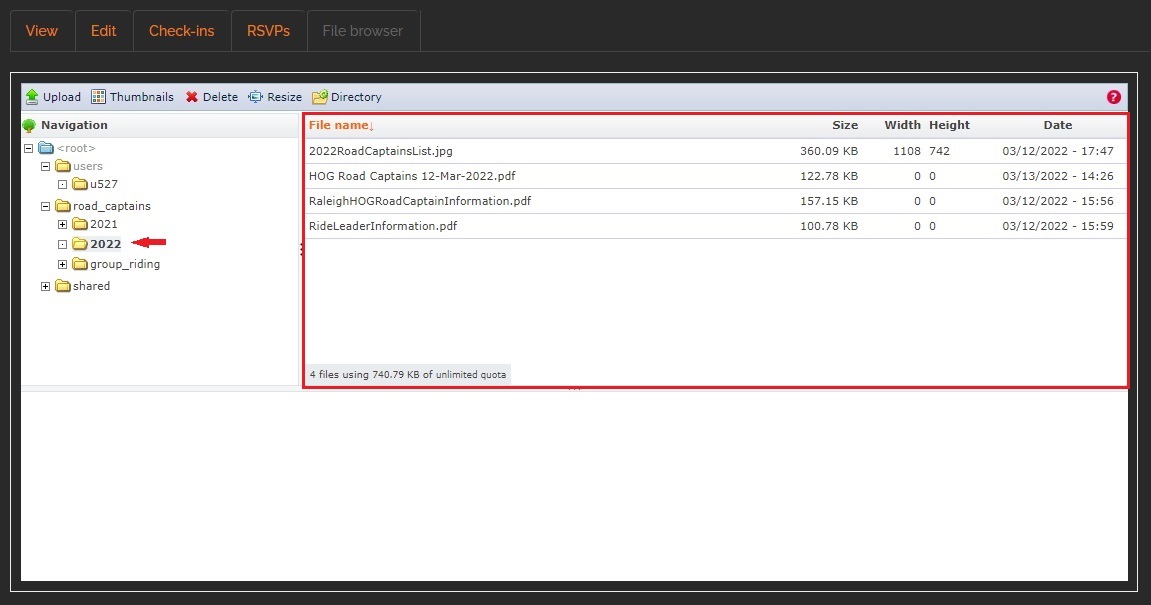 View Edit Check-ins RSVPs File browser
Upload Thumbnails Delete Resize Directory ?
Navigation
<root>
users
u527
road_captains
2021
2022
group_riding
shared
File name↓ Size Width Height Date
2022RoadCaptainsList.jpg 360.09 KB 1108 742 03/12/2022 - 17:47
HOG Road Captains 12-Mar-2022.pdf 122.78 KB 0 0 03/13/2022 - 14:26
RaleighHOGRoadCaptainInformation.pdf 157.15 KB 0 0 03/12/2022 - 15:56
RideLeaderInformation.pdf 100.78 KB 0 0 03/12/2022 - 15:59
4 files using 740.79 KB of unlimited quota